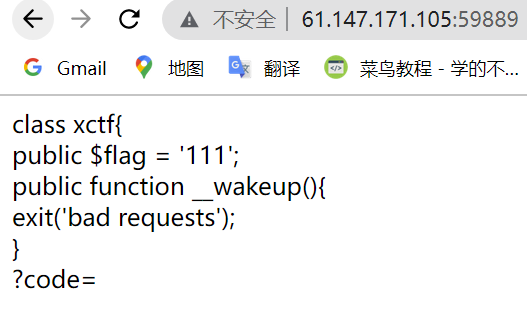 不安全 | 61.147.171.105:59889
Gmail 地图 翻译 菜鸟教程 - 学的不...
class xctf{
public $flag = '111';
public function __wakeup(){
exit('bad requests');
}
?code=